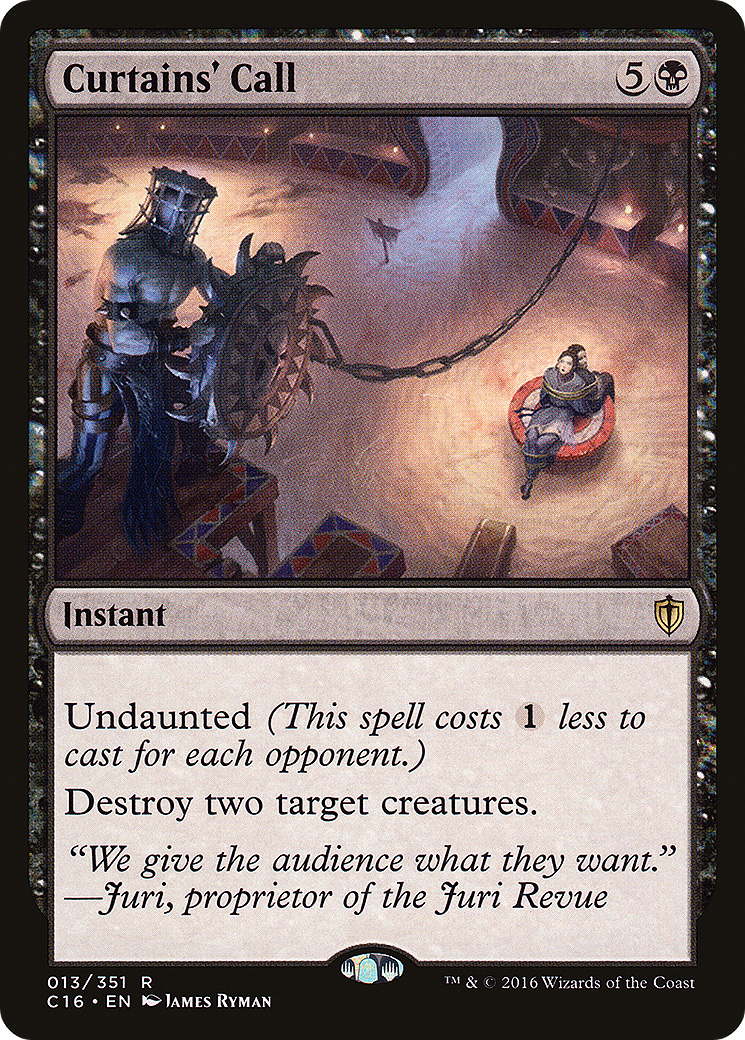 Curtains' Call 5
Instant
Undaunted (This spell costs 1 less to
cast for each opponent.)
Destroy two target creatures.
“We give the audience what they want.”
—Juri, proprietor of the Juri Revue
013/351 R
C16 • EN JAMES RYMAN
™ & © 2016 Wizards of the Coast